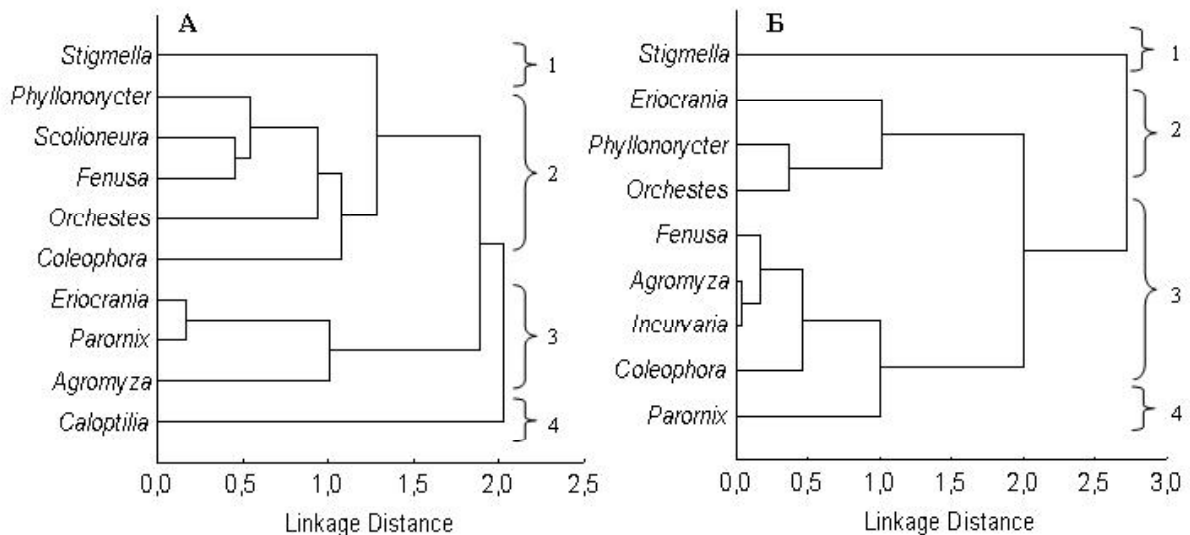 А
Stigmella
Phyllonorycter
Scolioneura
Fenusa
Orchestes
Coleophora
Eriocrania
Parornix
Agromyza
Caloptilia
1
2
3
4
0,0 0,5 1,0 1,5 2,0 2,5
Linkage Distance
Б
Stigmella
Eriocrania
Phyllonorycter
Orchestes
Fenusa
Agromyza
Incurvaria
Coleophora
Parornix
1
2
3
4
0,0 0,5 1,0 1,5 2,0 2,5 3,0
Linkage Distance